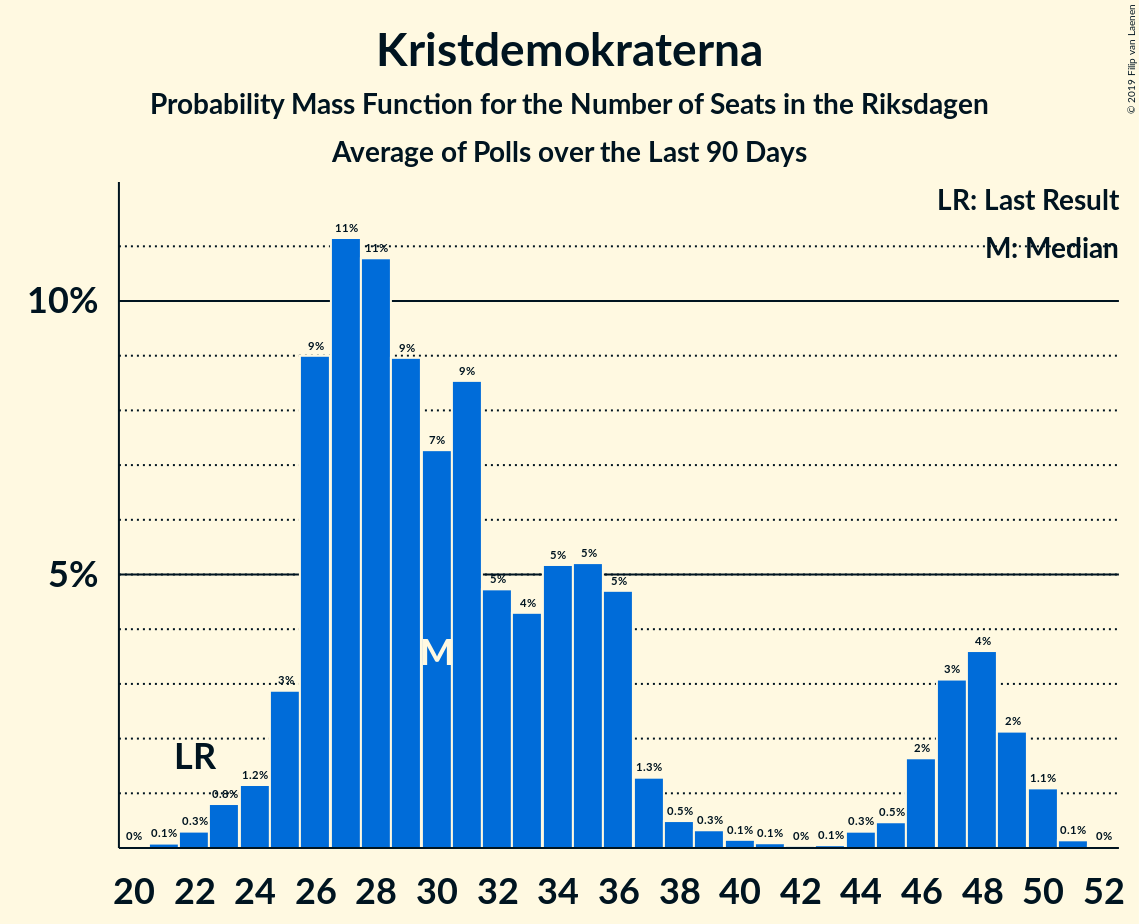 Kristdemokraterna
Probability Mass Function for the Number of Seats in the Riksdagen
Average of Polls over the Last 90 Days
© 2019 Filip van Laenen
LR: Last Result
M: Median
10%
5%
0% 0.1% 0.3% 0.8% 1.2% 3% 9% 11% 11% 9% 7% 9% 5% 4% 5% 5% 5% 1.3% 0.5% 0.3% 0.1% 0.1% 0% 0.1% 0.3% 0.5% 2% 3% 4% 2% 1.1% 0.1% 0%
LR
M
20 22 24 26 28 30 32 34 36 38 40 42 44 46 48 50 52